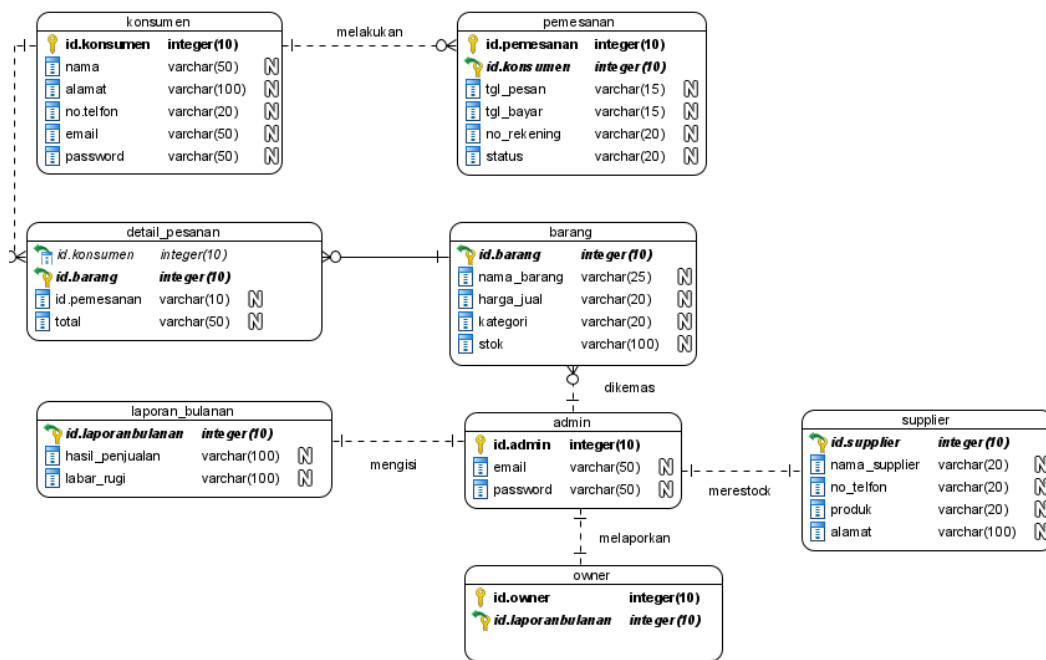 konsumen
id.konsumen integer(10)
nama varchar(50) N
alamat varchar(100) N
no.telfon varchar(20) N
email varchar(50) N
password varchar(50) N
melakukan
pemesanan
id.pemesanan integer(10)
id.konsumen integer(10)
tgl_pesan varchar(15) N
tgl_bayar varchar(15) N
no_rekening varchar(20) N
status varchar(20) N
detail_pesanan
id.konsumen integer(10)
id.barang integer(10)
id.pemesanan varchar(10) N
total varchar(50) N
barang
id.barang integer(10)
nama_barang varchar(25) N
harga_jual varchar(20) N
kategori varchar(20) N
stok varchar(100) N
dikemas
laporan_bulanan
id.laporanbulanan integer(10)
hasil_penjualan varchar(100) N
labar_rugi varchar(100) N
mengisi
admin
id.admin integer(10)
email varchar(50) N
password varchar(50) N
merestock
supplier
id.supplier integer(10)
nama_supplier varchar(20) N
no_telfon varchar(20) N
produk varchar(20) N
alamat varchar(100) N
melaporkan
owner
id.owner integer(10)
id.laporanbulanan integer(10)